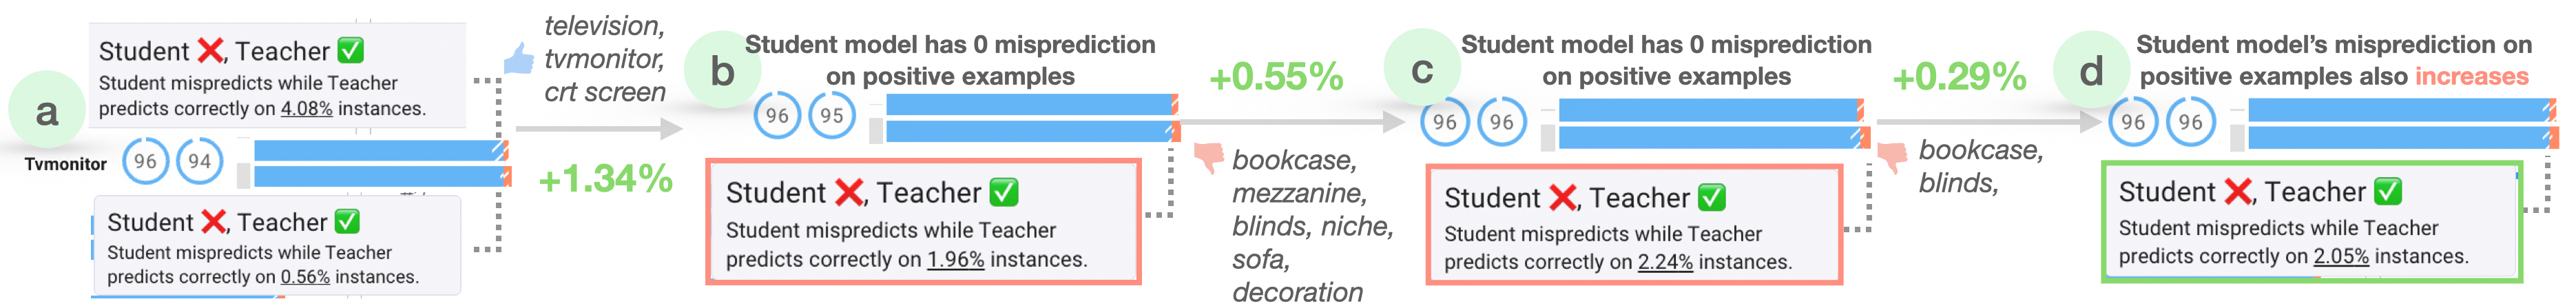 a
Student ❌, Teacher ✅
Student mispredicts while Teacher
predicts correctly on 4.08% instances.
Tvmonitor
96
94
Student ❌, Teacher ✅
Student mispredicts while Teacher
predicts correctly on 0.56% instances.
television,
tvmonitor,
crt screen
+1.34%
b
Student model has 0 misprediction
on positive examples
96
95
Student ❌, Teacher ✅
Student mispredicts while Teacher
predicts correctly on 1.96% instances.
+0.55%
bookcase,
mezzanine,
blinds, niche,
sofa,
decoration
c
Student model has 0 misprediction
on positive examples
96
96
Student ❌, Teacher ✅
Student mispredicts while Teacher
predicts correctly on 2.24% instances.
+0.29%
bookcase,
blinds,
d
Student model’s misprediction on
positive examples also increases
96
96
Student ❌, Teacher ✅
Student mispredicts while Teacher
predicts correctly on 2.05% instances.